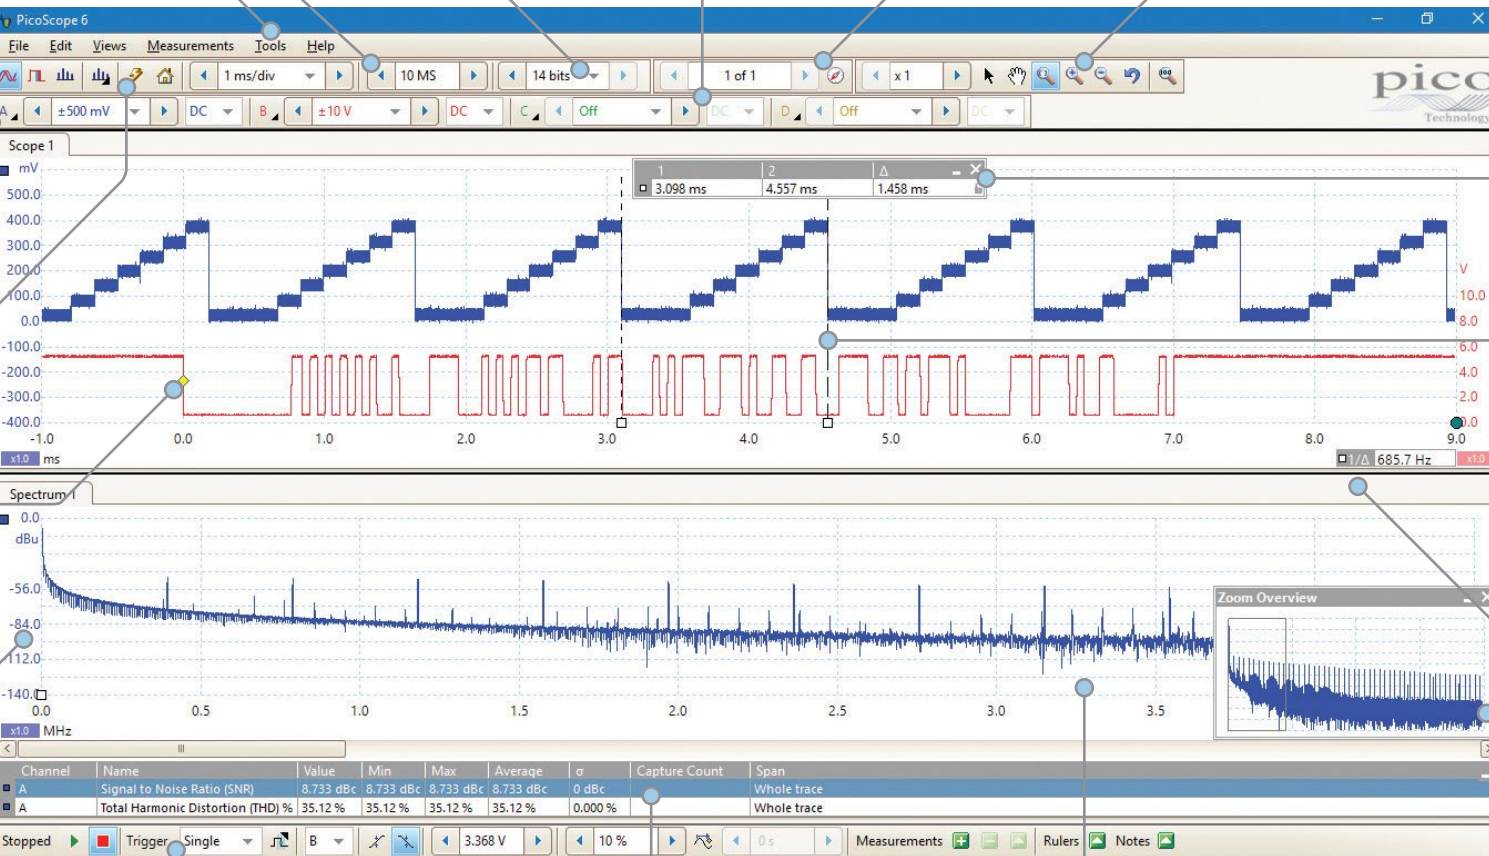 PicoScope 6
File Edit Views Measurements Tools Help
1 ms/div 10 MS 14 bits 1 of 1 x 1
A ±500 mV DC B ±10 V DC C Off DC D Off DC
pico
Technology
Scope 1
mV
500.0
400.0
300.0
200.0
100.0
0.0
-100.0
-200.0
-300.0
-400.0
1 2 Δ
3.098 ms 4.557 ms 1.458 ms
V
10.0
8.0
6.0
4.0
2.0
0.0
-1.0 0.0 1.0 2.0 3.0 4.0 5.0 6.0 7.0 8.0 9.0
x1.0 ms
1/Δ 685.7 Hz x1.0
Spectrum 1
0.0
dBu
-56.0
-84.0
-112.0
-140.0
Zoom Overview
0.0 0.5 1.0 1.5 2.0 2.5 3.0 3.5
x1.0 MHz
Channel Name Value Min Max Average σ Capture Count Span
A Signal to Noise Ratio (SNR) 8.733 dBc 8.733 dBc 8.733 dBc 8.733 dBc 0 dBc Whole trace
A Total Harmonic Distortion (THD) % 35.12 % 35.12 % 35.12 % 35.12 % 0.000 % Whole trace
Stopped Trigger Single B 3.368 V 10 % 0 s Measurements Rulers Notes